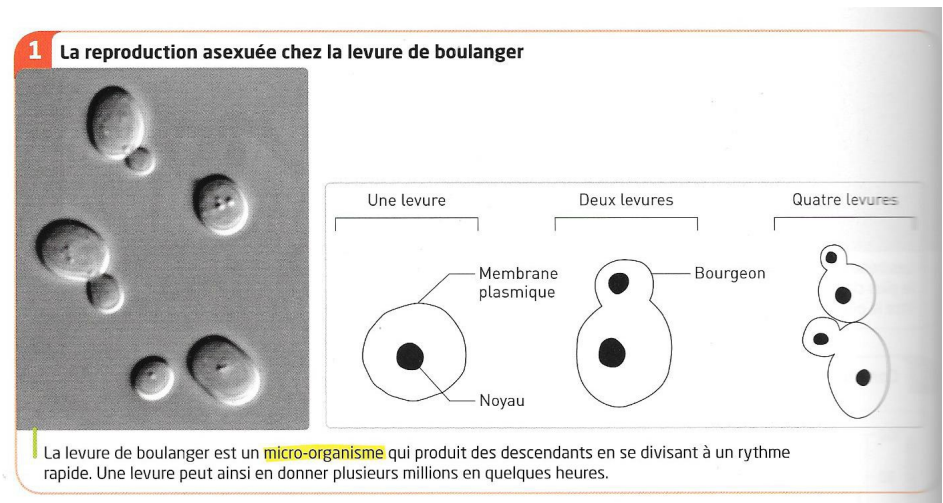 1 La reproduction asexuée chez la levure de boulanger
Une levure
Deux levures
Quatre levures
Membrane
plasmique
Noyau
Bourgeon
La levure de boulanger est un micro-organisme qui produit des descendants en se divisant à un rythme
rapide. Une levure peut ainsi en donner plusieurs millions en quelques heures.